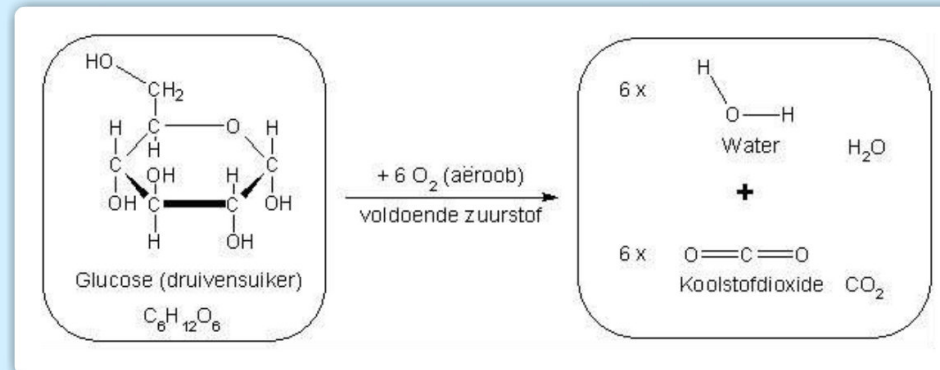 HO
CH₂
H
C
O
H
H
C
OH
H
C
OH
C
C
OH
H
OH
Glucose (druivensuiker)
C₆H₁₂O₆
+ 6 O₂ (aëroob)
voldoende zuurstof
6 x
H
O
H
Water
H₂O
+
6 x
O
C
O
Koolstofdioxide
CO₂